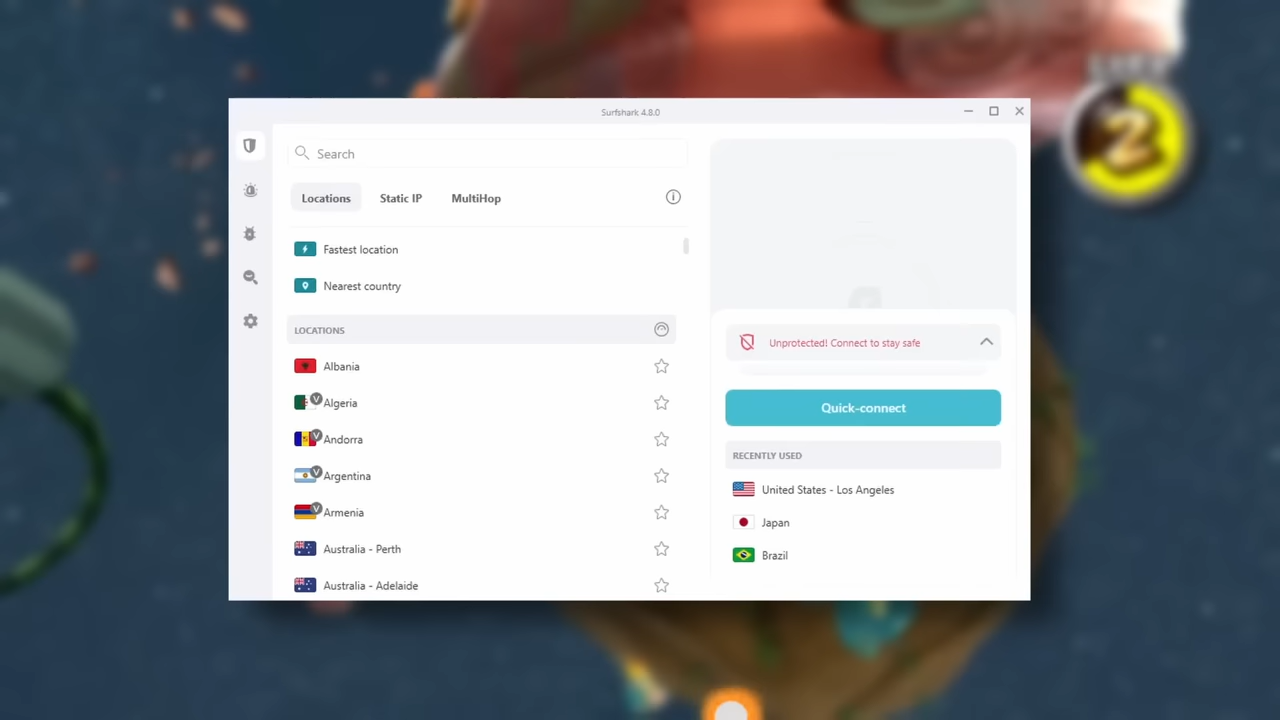 Surfshark 4.8.0
Search
Locations Static IP MultiHop
Fastest location
Nearest country
LOCATIONS
Albania
V Algeria
V Andorra
V Argentina
V Armenia
Australia - Perth
Australia - Adelaide
Unprotected! Connect to stay safe
Quick-connect
RECENTLY USED
United States - Los Angeles
Japan
Brazil
2